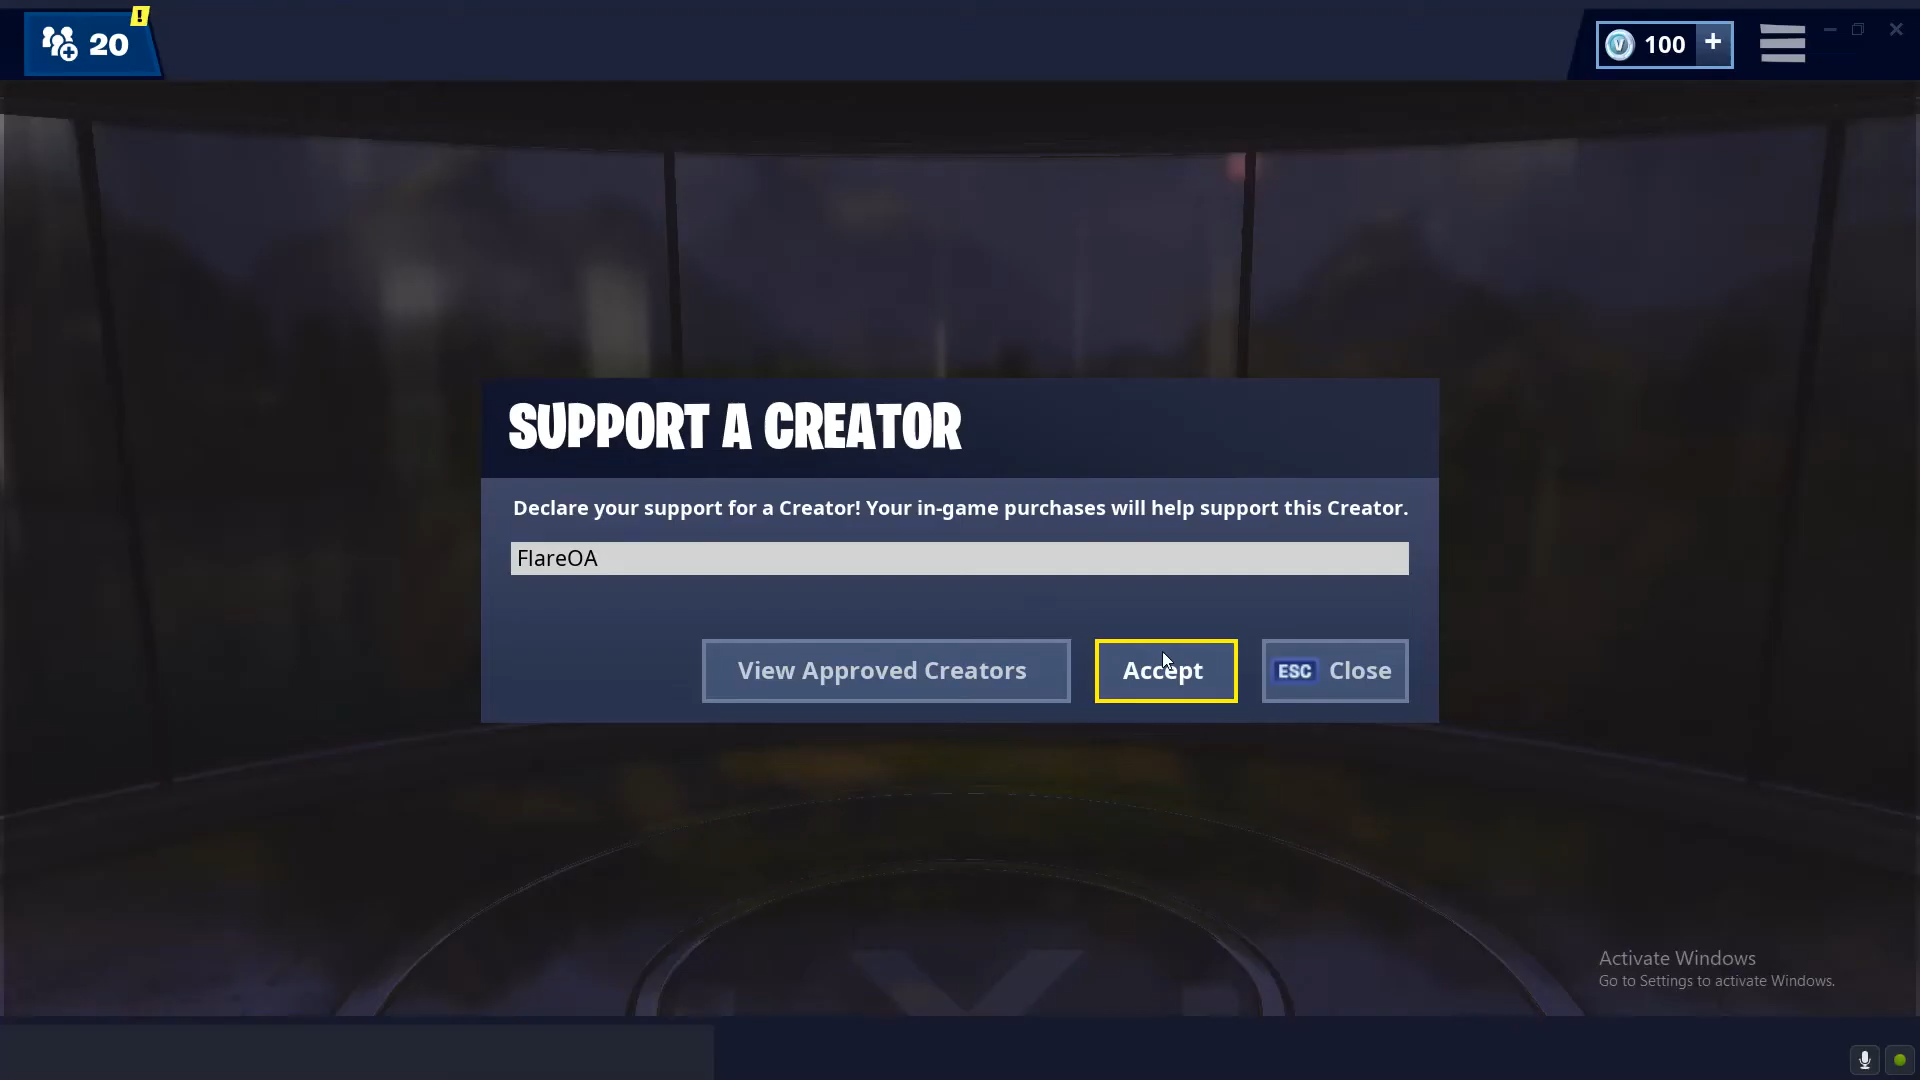 !
20
V 100 +
SUPPORT A CREATOR
Declare your support for a Creator! Your in-game purchases will help support this Creator.
FlareOA
View Approved Creators
Accept
ESC Close
Activate Windows
Go to Settings to activate Windows.